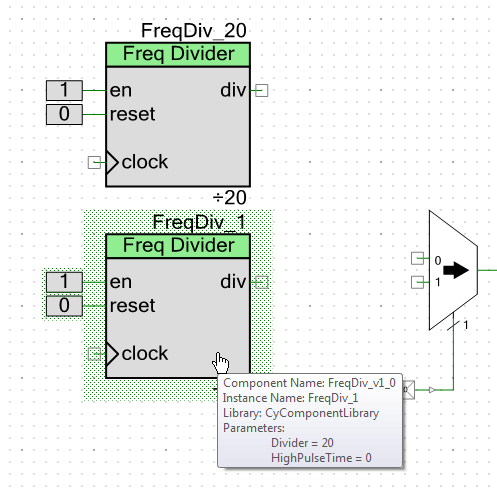 FreqDiv_20
Freq Divider
1
en
div
0
reset
clock
÷20
FreqDiv_1
Freq Divider
1
en
div
0
reset
clock
0
1
1
Component Name: FreqDiv_v1_0
Instance Name: FreqDiv_1
Library: CyComponentLibrary
Parameters:
Divider = 20
HighPulseTime = 0